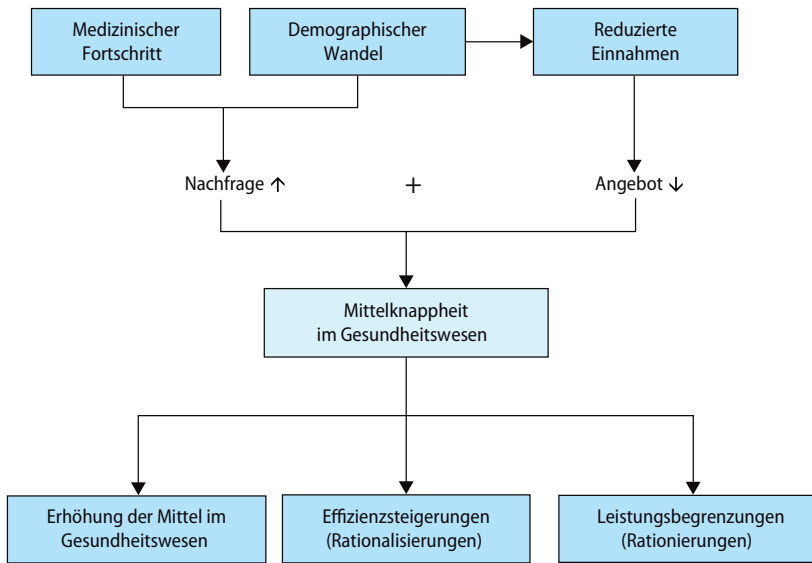 Medizinischer
Fortschritt
Demographischer
Wandel
Reduzierte
Einnahmen
Nachfrage ↑
+
Angebot ↓
Mittelknappheit
im Gesundheitswesen
Erhöhung der Mittel im
Gesundheitswesen
Effizienzsteigerungen
(Rationalisierungen)
Leistungsbegrenzungen
(Rationierungen)